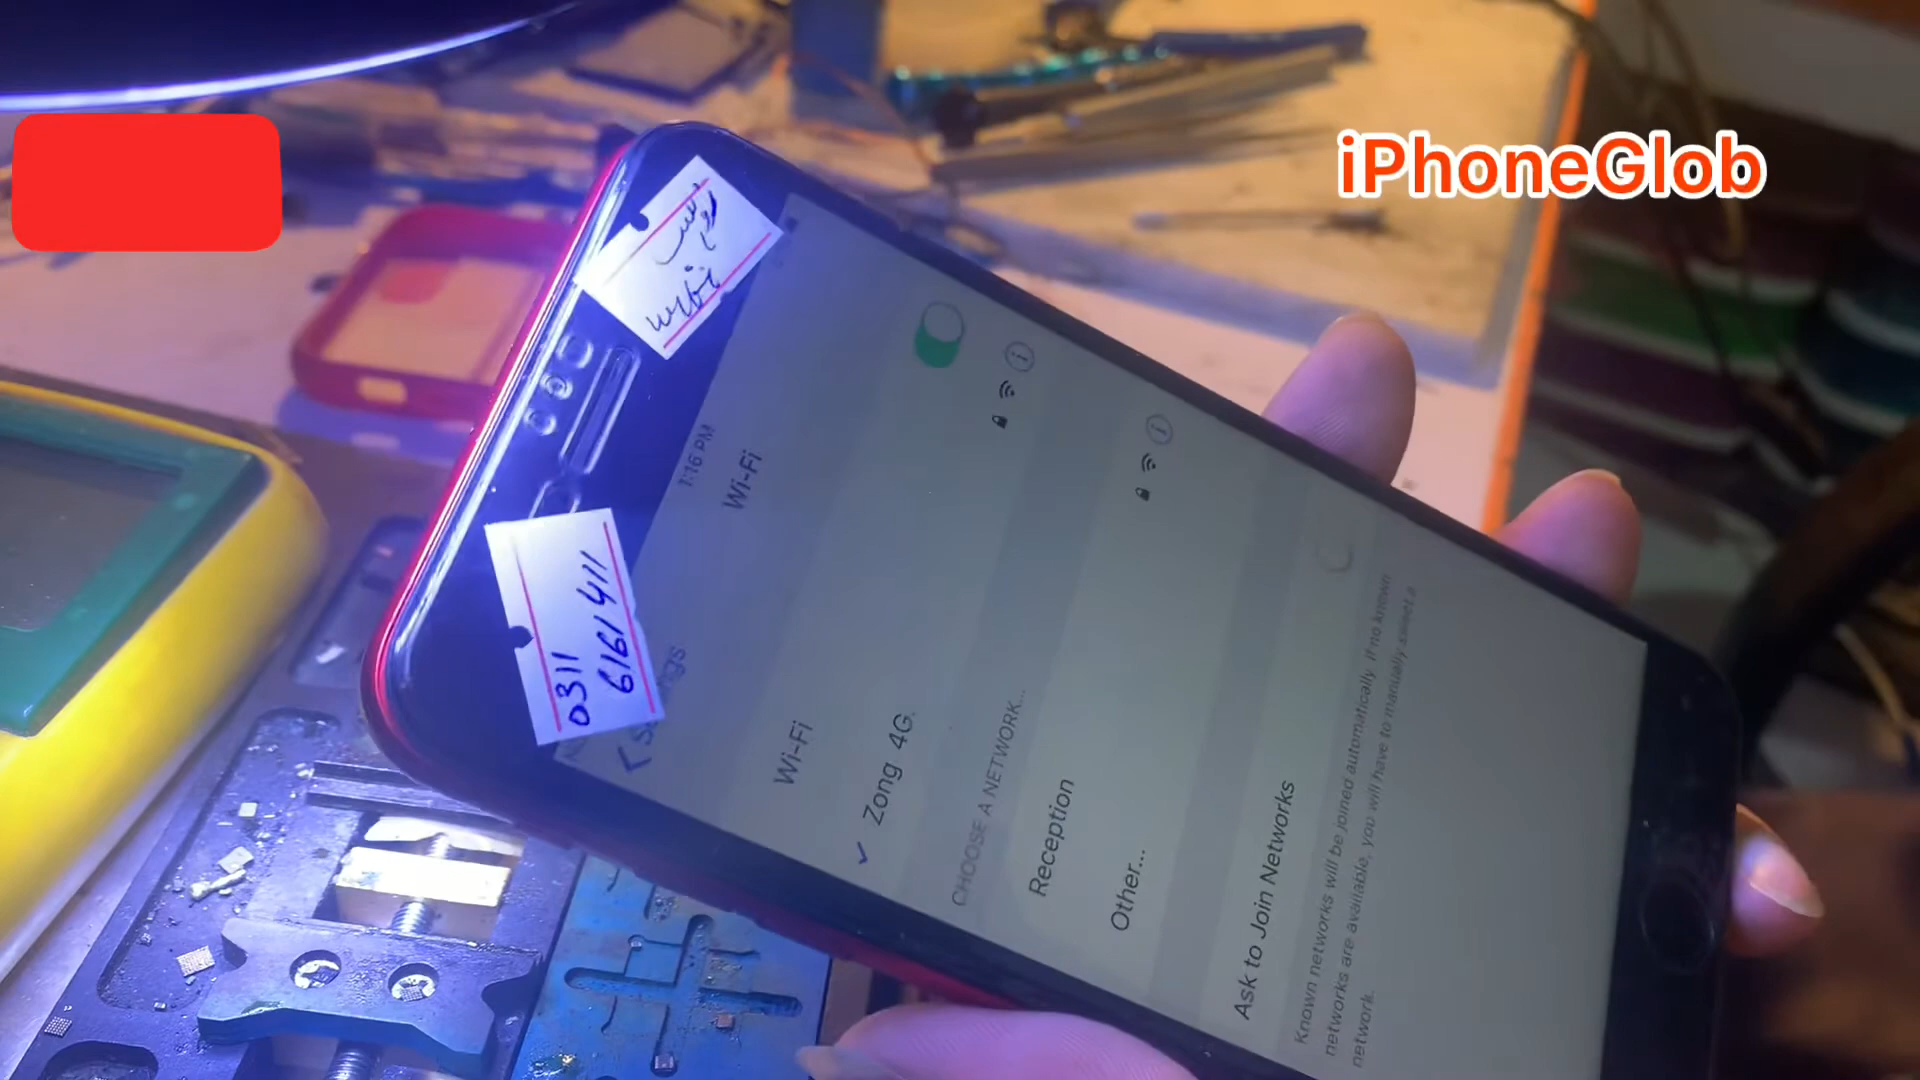 iPhoneGlob
0311
6161411
1:16 PM
Wi-Fi
Wi-Fi
Zong 4G
CHOOSE A NETWORK...
Reception
Other...
Ask to Join Networks
Known networks will be joined automatically. If no known
networks are available, you will have to manually select a
network.